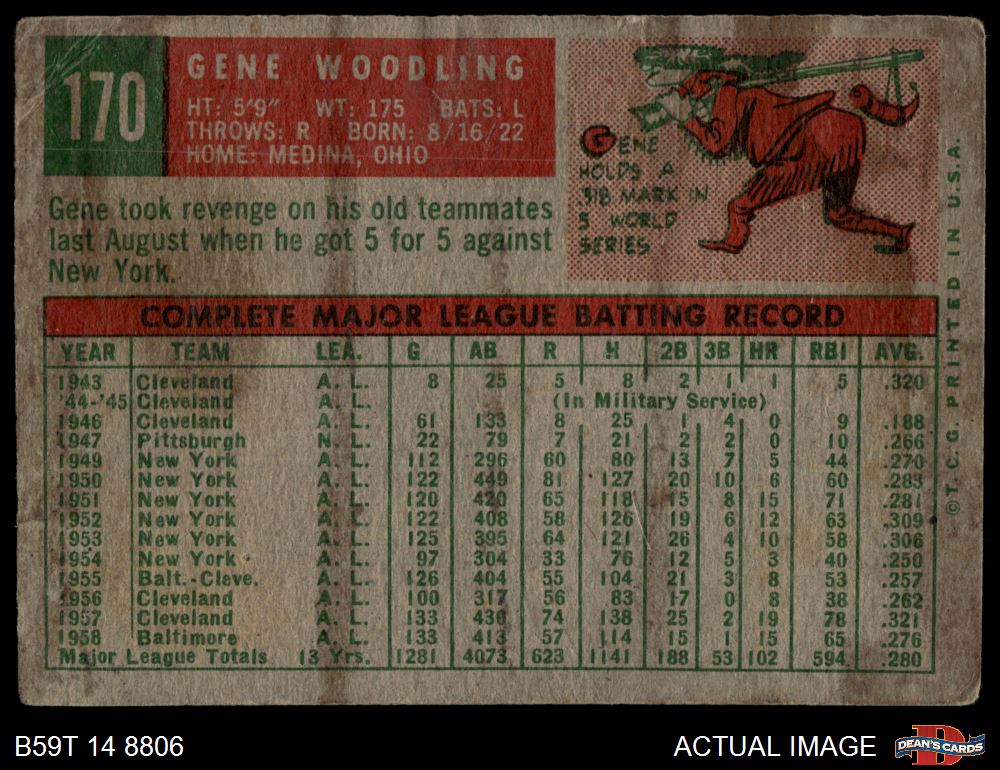 170
GENE WOODLING
HT: 5'9" WT: 175 BATS: L
THROWS: R BORN: 8/16/22
HOME: MEDINA, OHIO
GENE
HOLDS A
.318 MARK IN
5 WORLD
SERIES
Gene took revenge on his old teammates
last August when he got 5 for 5 against
New York.
COMPLETE MAJOR LEAGUE BATTING RECORD
YEAR TEAM LEA. G AB R H 2B 3B HR RBI AVG.
1943 Cleveland A. L. 8 25 5 8 2 1 1 5 .320
'44-'45 Cleveland A. L. (In Military Service)
1946 Cleveland A. L. 61 133 8 25 1 4 0 9 .188
1947 Pittsburgh N. L. 22 79 7 21 2 2 0 10 .266
1949 New York A. L. 112 296 60 80 13 7 5 44 .270
1950 New York A. L. 122 449 81 127 20 10 6 60 .283
1951 New York A. L. 120 420 65 118 15 8 15 71 .281
1952 New York A. L. 122 408 58 126 19 6 12 63 .309
1953 New York A. L. 125 395 64 121 26 4 10 58 .306
1954 New York A. L. 97 304 33 76 12 5 3 40 .250
1955 Balt.-Cleve. A. L. 126 404 55 104 21 3 8 53 .257
1956 Cleveland A. L. 100 317 56 83 17 0 8 38 .262
1957 Cleveland A. L. 133 430 74 138 25 2 19 78 .321
1958 Baltimore A. L. 133 413 57 114 15 1 15 65 .276
Major League Totals 13 Yrs. 1281 4073 623 1141 188 53 102 594 .280
© T. C. G. PRINTED IN U.S.A.
B59T 14 8806
ACTUAL IMAGE
DEAN'S CARDS